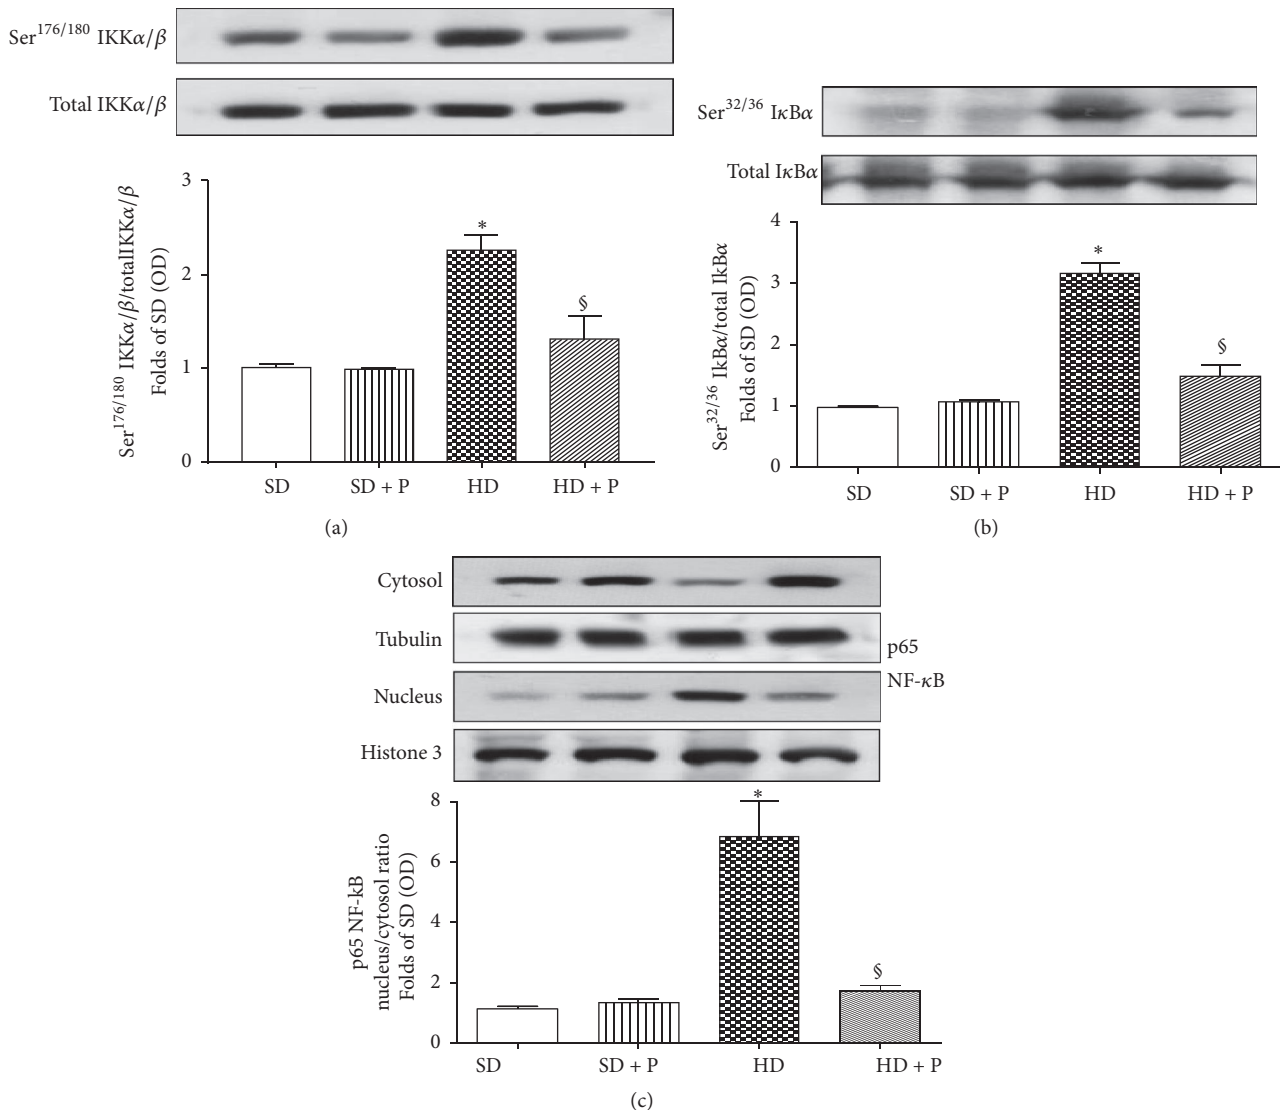 Ser176/180 IKKα/β
Total IKKα/β
Ser176/180 IKKα/β/totalIKKα/β
Folds of SD (OD)
3
2
1
0
*
§
SD SD + P HD HD + P
(a)
Ser32/36 IκBα
Total IκBα
Ser32/36 IkBα/total IkBα
Folds of SD (OD)
4
3
2
1
0
*
§
SD SD + P HD HD + P
(b)
Cytosol
Tubulin
Nucleus
Histone 3
p65
NF-κB
p65 NF-kB
nucleus/cytosol ratio
Folds of SD (OD)
8
6
4
2
0
*
§
SD SD + P HD HD + P
(c)